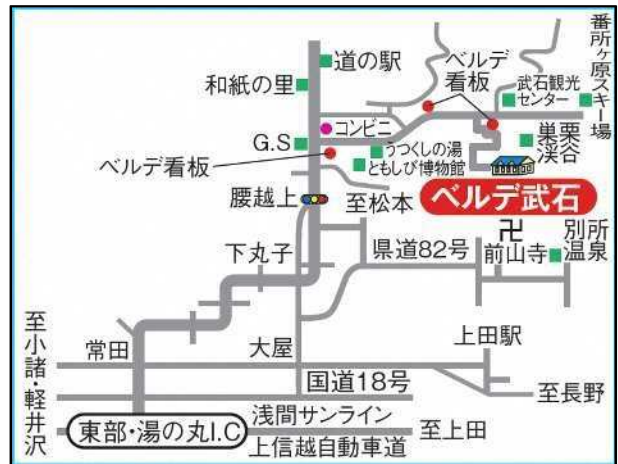 道の駅
ベルデ
看板
番所ヶ原スキー場
和紙の里
武石観光
センター
コンビニ
G.S
巣栗
渓谷
うつくしの湯
ともしび博物館
ベルデ看板
腰越上
至松本
ベルデ武石
卍
別所
温泉
下丸子
県道82号
前山寺
至小諸・軽井沢
常田
大屋
上田駅
国道18号
至長野
東部・湯の丸I.C
浅間サンライン
至上田
上信越自動車道